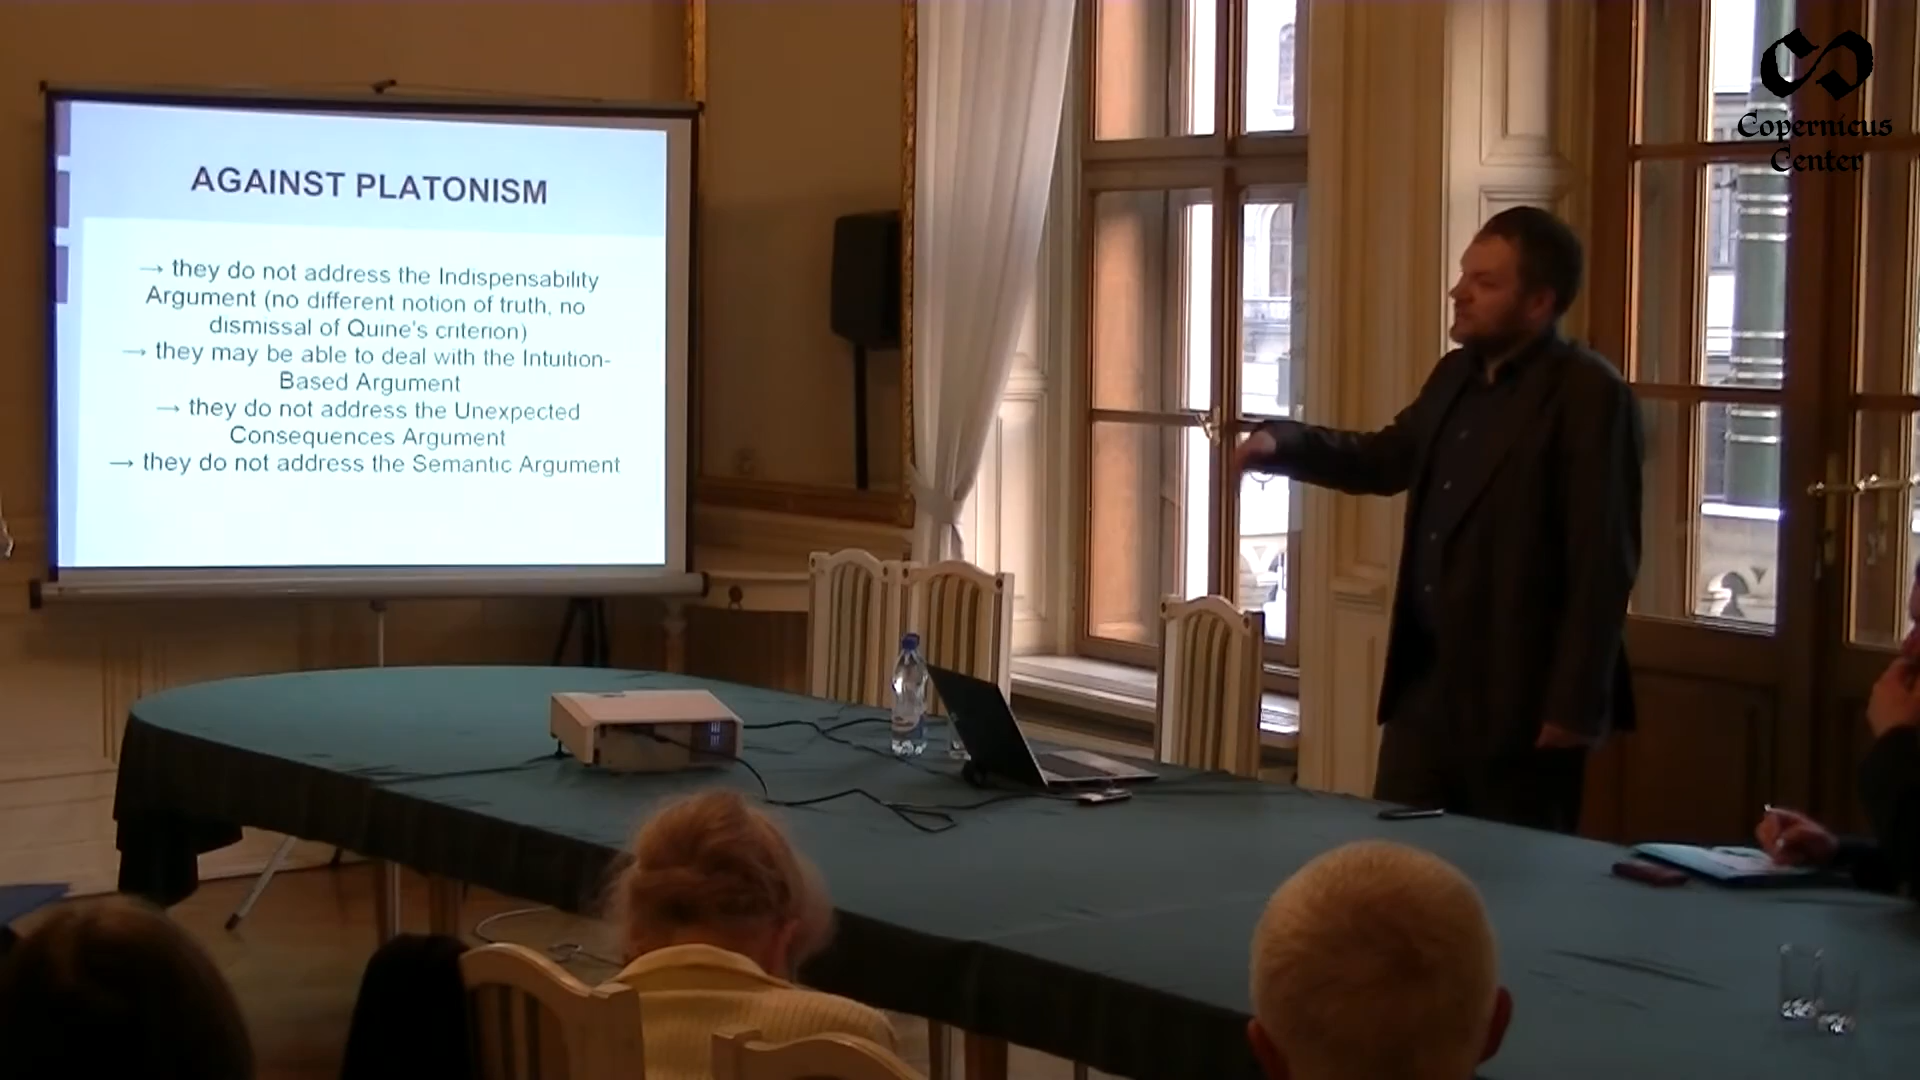 AGAINST PLATONISM
→ they do not address the Indispensability
Argument (no different notion of truth, no
dismissal of Quine's criterion)
→ they may be able to deal with the Intuition-
Based Argument
→ they do not address the Unexpected
Consequences Argument
→ they do not address the Semantic Argument
Copernicus
Center